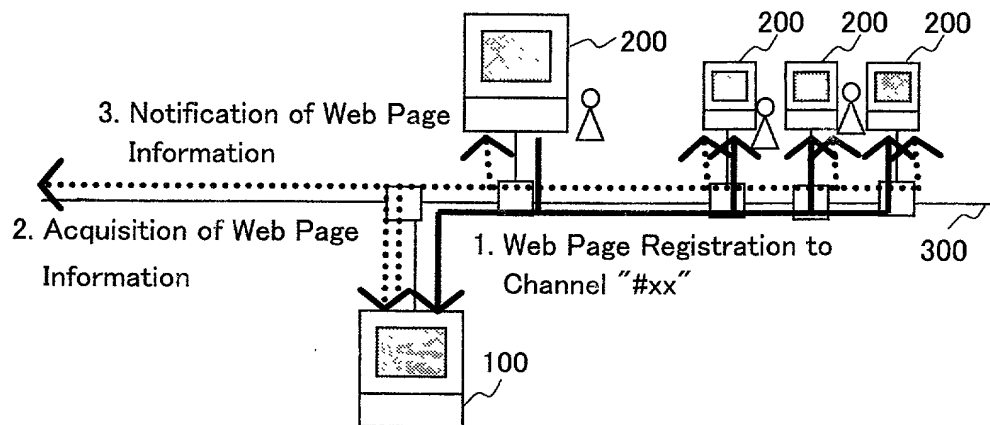 200
200
200
200
3. Notification of Web Page
Information
2. Acquisition of Web Page
Information
1. Web Page Registration to
Channel "#xx"
300
100